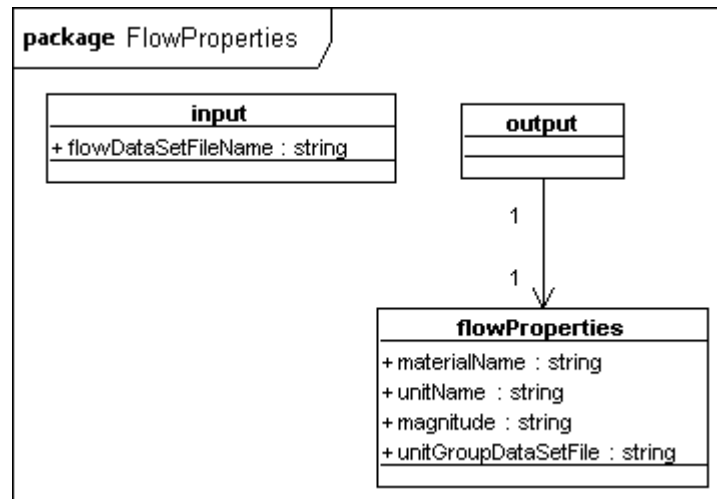 package FlowProperties
input
+ flowDataSetFileName : string
output
1
1
flowProperties
+ materialName : string
+ unitName : string
+ magnitude : string
+ unitGroupDataSetFile : string